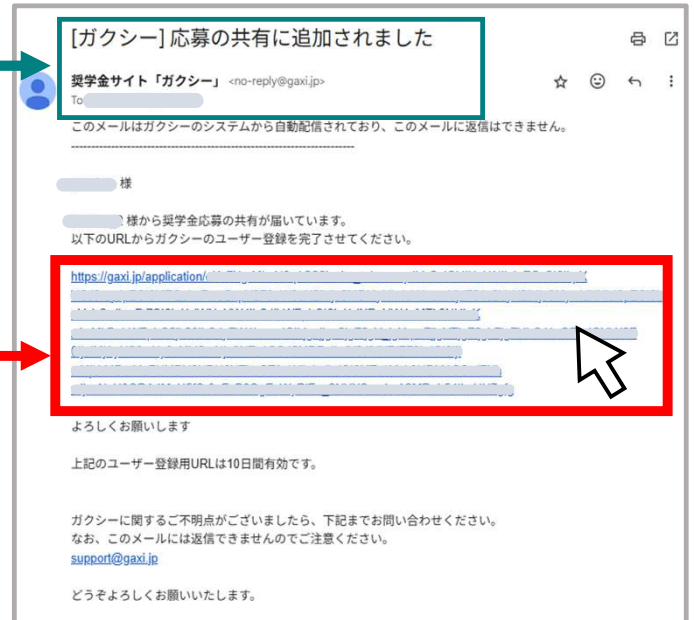 [ガクシー] 応募の共有に追加されました
奨学金サイト「ガクシー」 <no-reply@gaxi.jp>
To
このメールはガクシーのシステムから自動配信されており、このメールに返信はできません。
------------------------------------------------------------------------
様
様から奨学金応募の共有が届いています。
以下のURLからガクシーのユーザー登録を完了させてください。
https://gaxi.jp/application/
よろしくお願いします
上記のユーザー登録用URLは10日間有効です。
ガクシーに関するご不明点がございましたら、下記までお問い合わせください。
なお、このメールには返信できませんのでご注意ください。
support@gaxi.jp
どうぞよろしくお願いいたします。